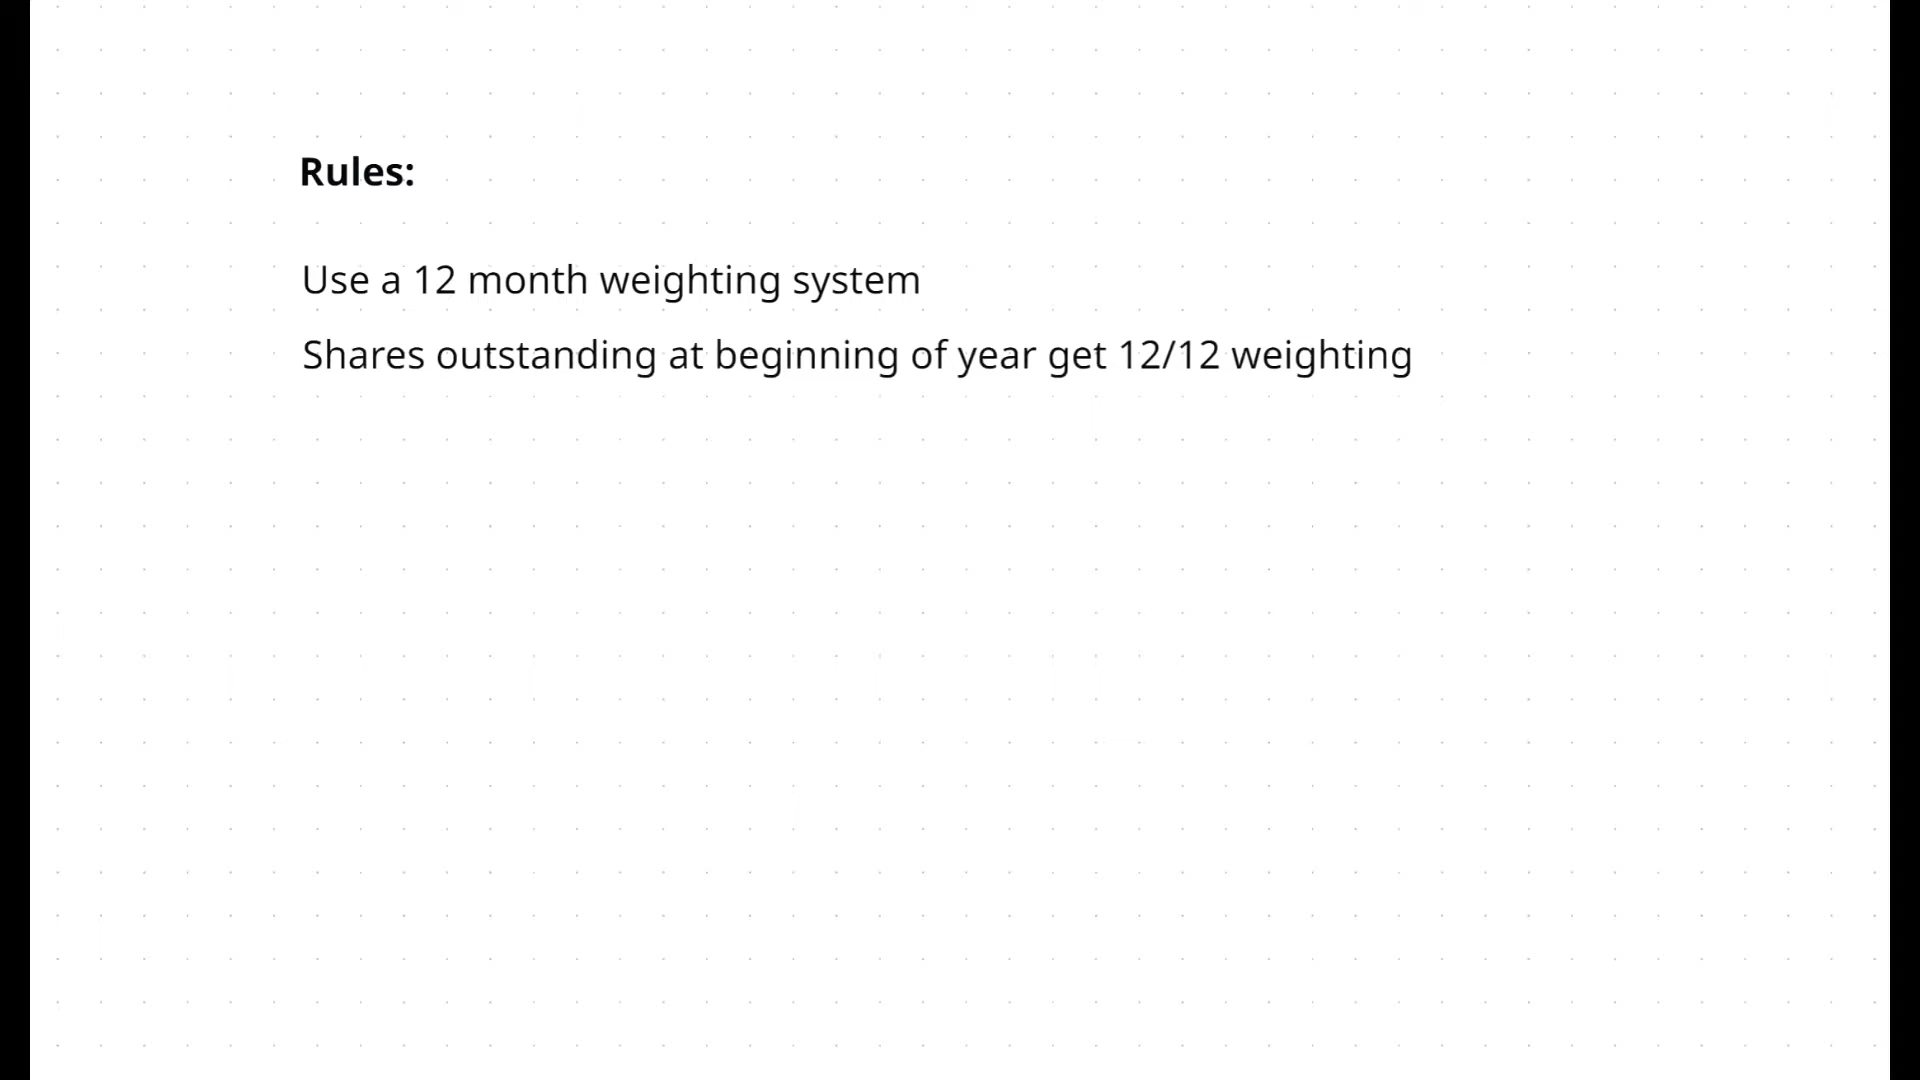 Rules:
Use a 12 month weighting system
Shares outstanding at beginning of year get 12/12 weighting